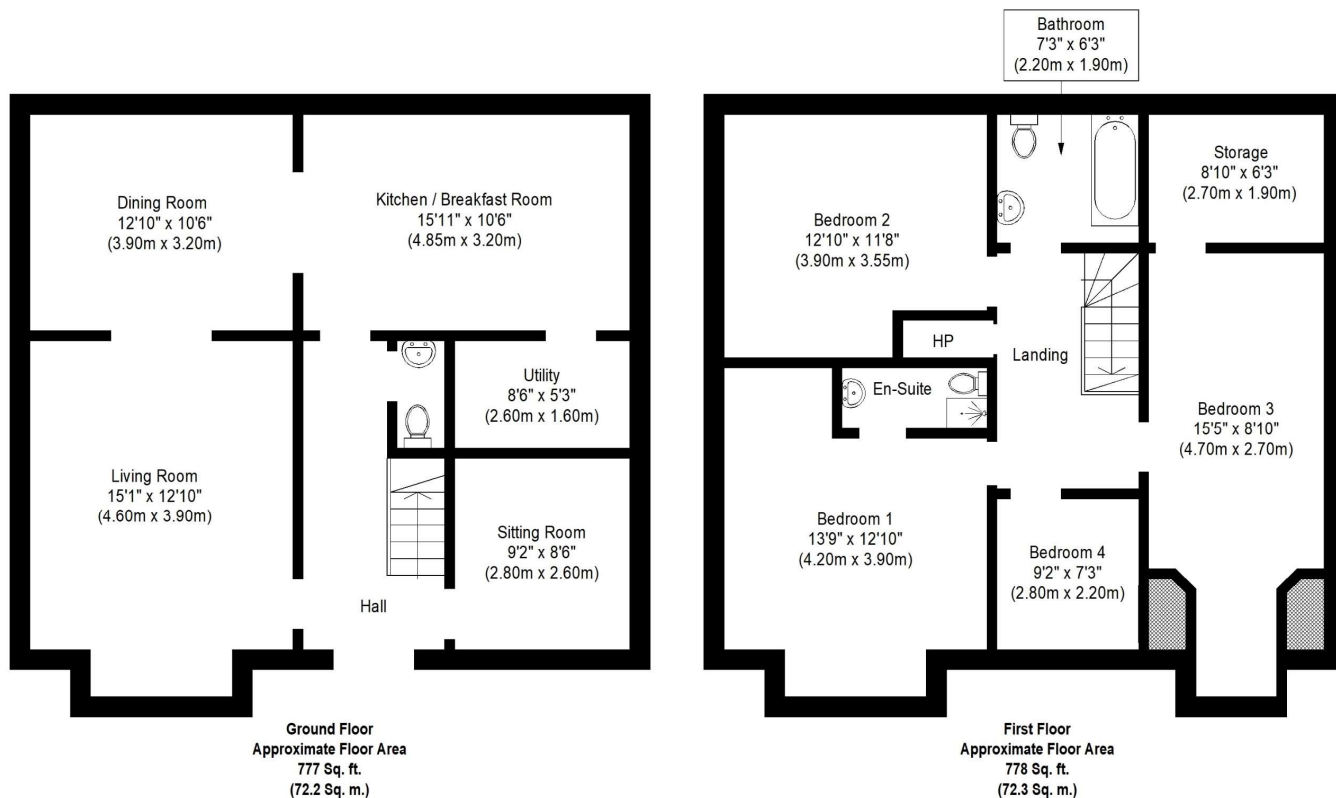 Dining Room
12'10" x 10'6"
(3.90m x 3.20m)
Kitchen / Breakfast Room
15'11" x 10'6"
(4.85m x 3.20m)
Utility
8'6" x 5'3"
(2.60m x 1.60m)
Living Room
15'1" x 12'10"
(4.60m x 3.90m)
Sitting Room
9'2" x 8'6"
(2.80m x 2.60m)
Hall
Ground Floor
Approximate Floor Area
777 Sq. ft.
(72.2 Sq. m.)
Bathroom
7'3" x 6'3"
(2.20m x 1.90m)
Storage
8'10" x 6'3"
(2.70m x 1.90m)
Bedroom 2
12'10" x 11'8"
(3.90m x 3.55m)
HP
Landing
En-Suite
Bedroom 3
15'5" x 8'10"
(4.70m x 2.70m)
Bedroom 1
13'9" x 12'10"
(4.20m x 3.90m)
Bedroom 4
9'2" x 7'3"
(2.80m x 2.20m)
First Floor
Approximate Floor Area
778 Sq. ft.
(72.3 Sq. m.)